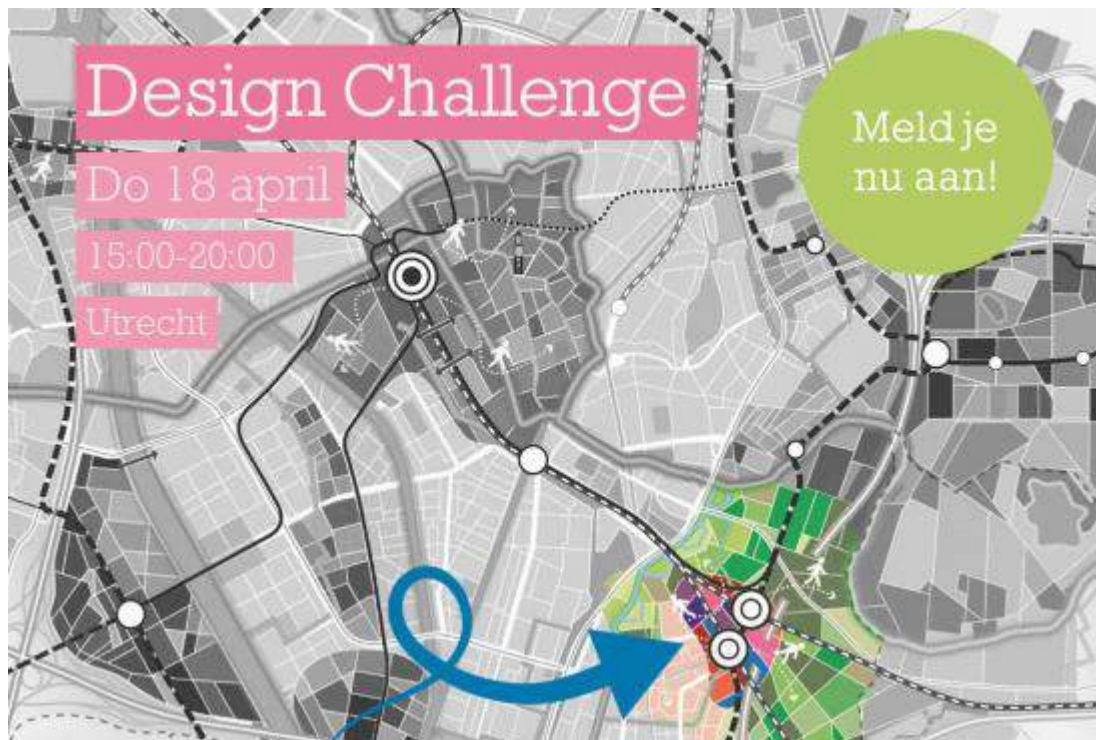 Design Challenge
Do 18 april
15:00-20:00
Utrecht
Meld je
nu aan!